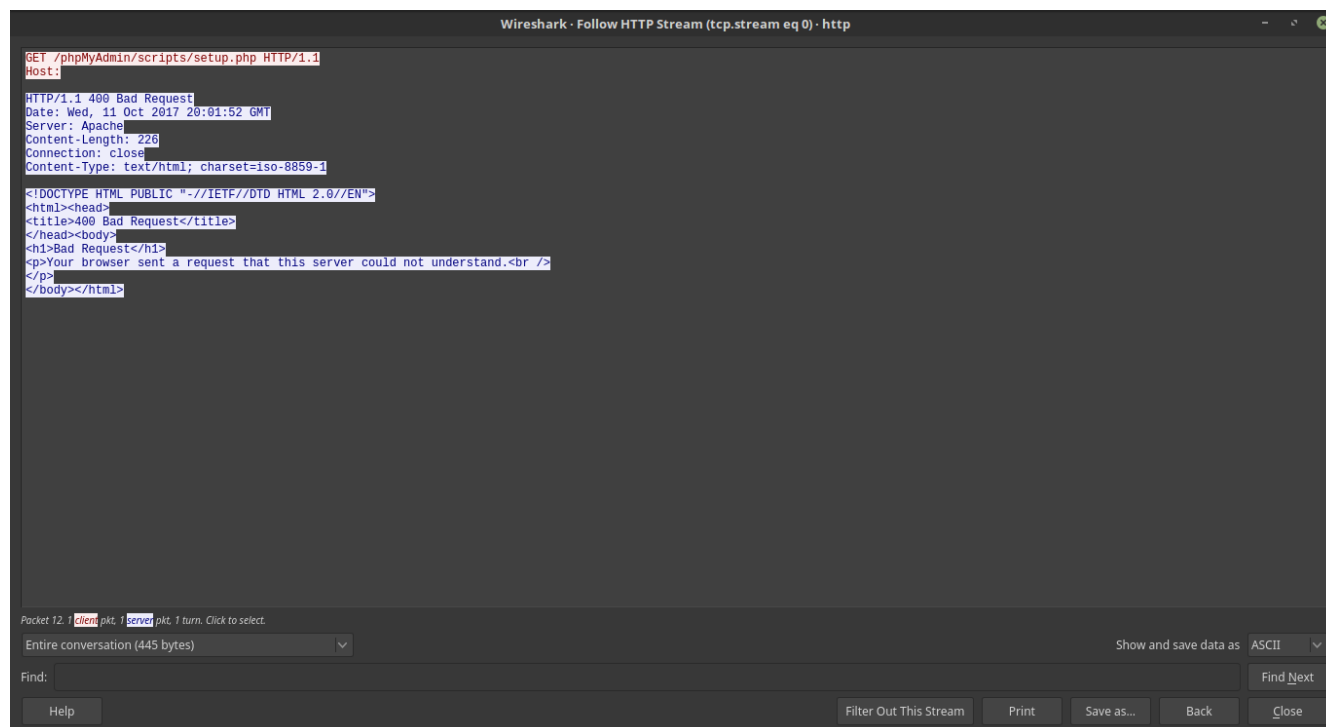 Wireshark · Follow HTTP Stream (tcp.stream eq 0) · http
GET /phpMyAdmin/scripts/setup.php HTTP/1.1
Host:
HTTP/1.1 400 Bad Request
Date: Wed, 11 Oct 2017 20:01:52 GMT
Server: Apache
Content-Length: 226
Connection: close
Content-Type: text/html; charset=iso-8859-1
<!DOCTYPE HTML PUBLIC "-//IETF//DTD HTML 2.0//EN">
<html><head>
<title>400 Bad Request</title>
</head><body>
<h1>Bad Request</h1>
<p>Your browser sent a request that this server could not understand.<br />
</p>
</body></html>
Packet 12. 1 client pkt, 1 server pkt, 1 turn. Click to select.
Entire conversation (445 bytes) Show and save data as ASCII
Find: Find Next
Help Filter Out This Stream Print Save as... Back Close